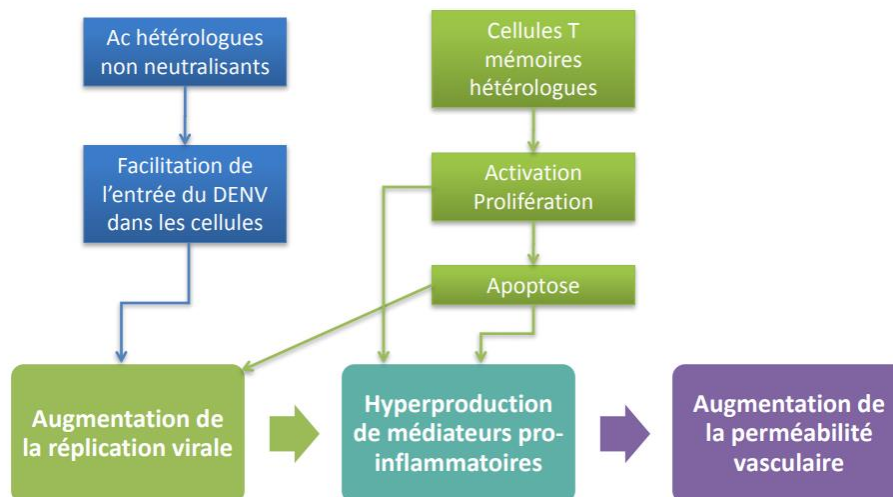 Ac hétérologues
non neutralisants
Facilitation de
l'entrée du DENV
dans les cellules
Cellules T
mémoires
hétérologues
Activation
Prolifération
Apoptose
Augmentation de
la réplication virale
Hyperproduction
de médiateurs pro-
inflammatoires
Augmentation de
la perméabilité
vasculaire